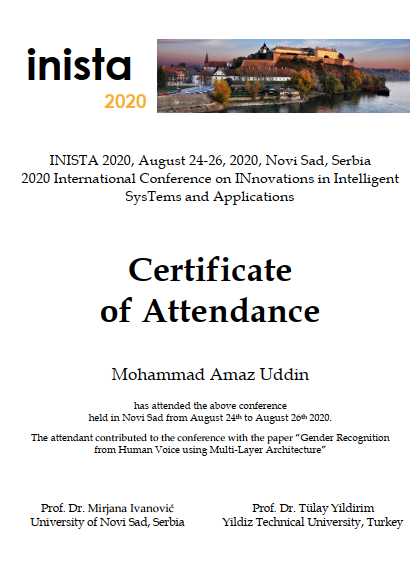 inista
2020
INISTA 2020, August 24-26, 2020, Novi Sad, Serbia
2020 International Conference on INnovations in Intelligent
SysTems and Applications
Certificate
of Attendance
Mohammad Amaz Uddin
has attended the above conference
held in Novi Sad from August 24th to August 26th 2020.
The attendant contributed to the conference with the paper “Gender Recognition
from Human Voice using Multi-Layer Architecture”
Prof. Dr. Mirjana Ivanović
University of Novi Sad, Serbia
Prof. Dr. Tülay Yildirim
Yildiz Technical University, Turkey